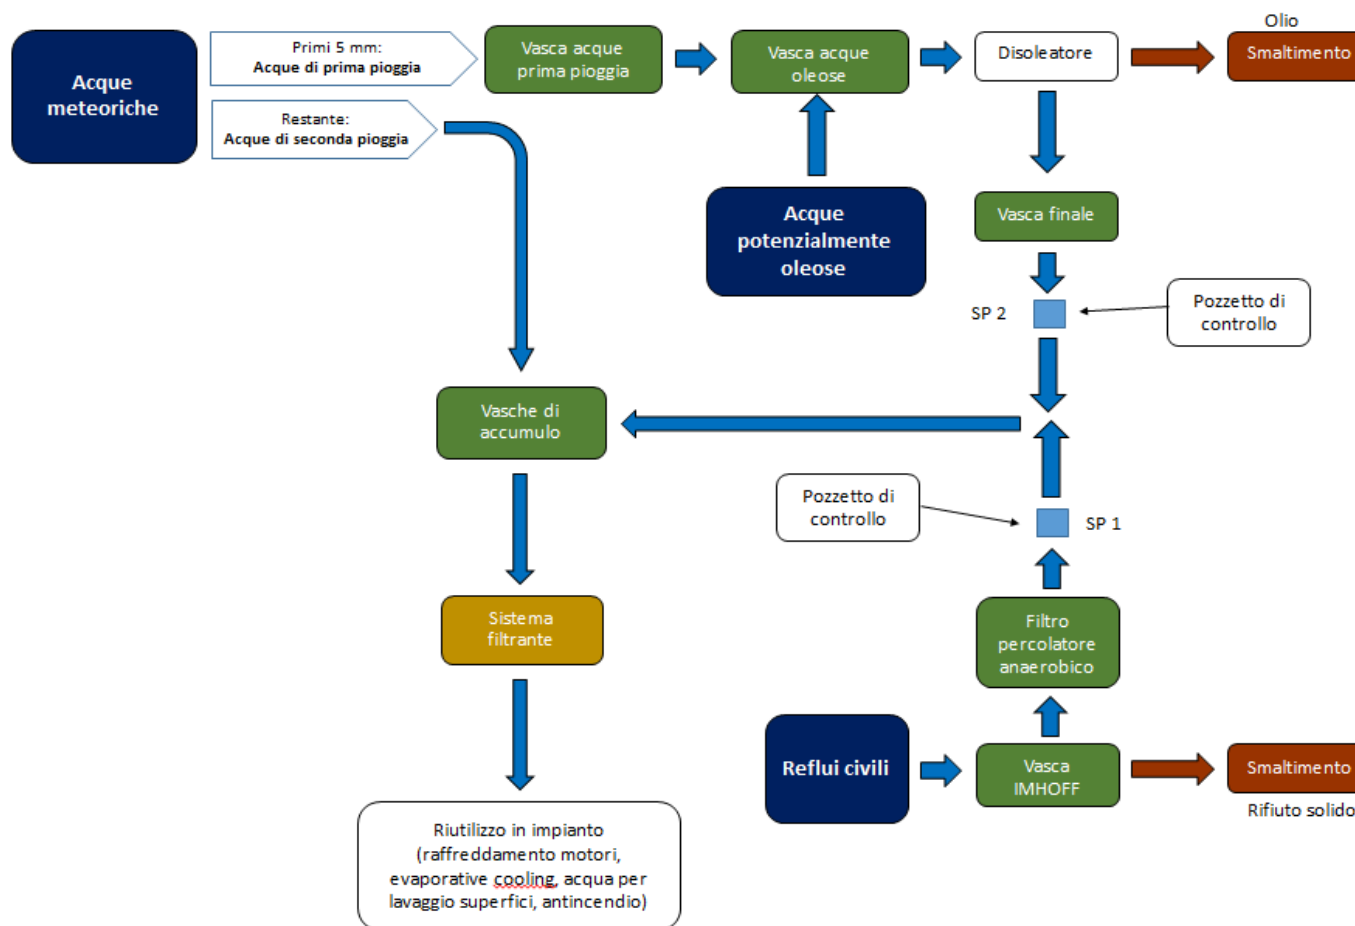 Acque
meteoriche
Primi 5 mm:
Acque di prima pioggia
Restante:
Acque di seconda pioggia
Vasca acque
prima pioggia
Vasca acque
oleose
Disoleatore
Olio
Smaltimento
Acque
potenzialmente
oleose
Vasca finale
SP 2
Pozzetto di
controllo
Vasche di
accumulo
Pozzetto di
controllo
SP 1
Sistema
filtrante
Filtro
percolatore
anaerobico
Reflui civili
Vasca
IMHOFF
Smaltimento
Rifiuto solido
Riutilizzo in impianto
(raffreddamento motori,
evaporative cooling, acqua per
lavaggio superfici, antincendio)